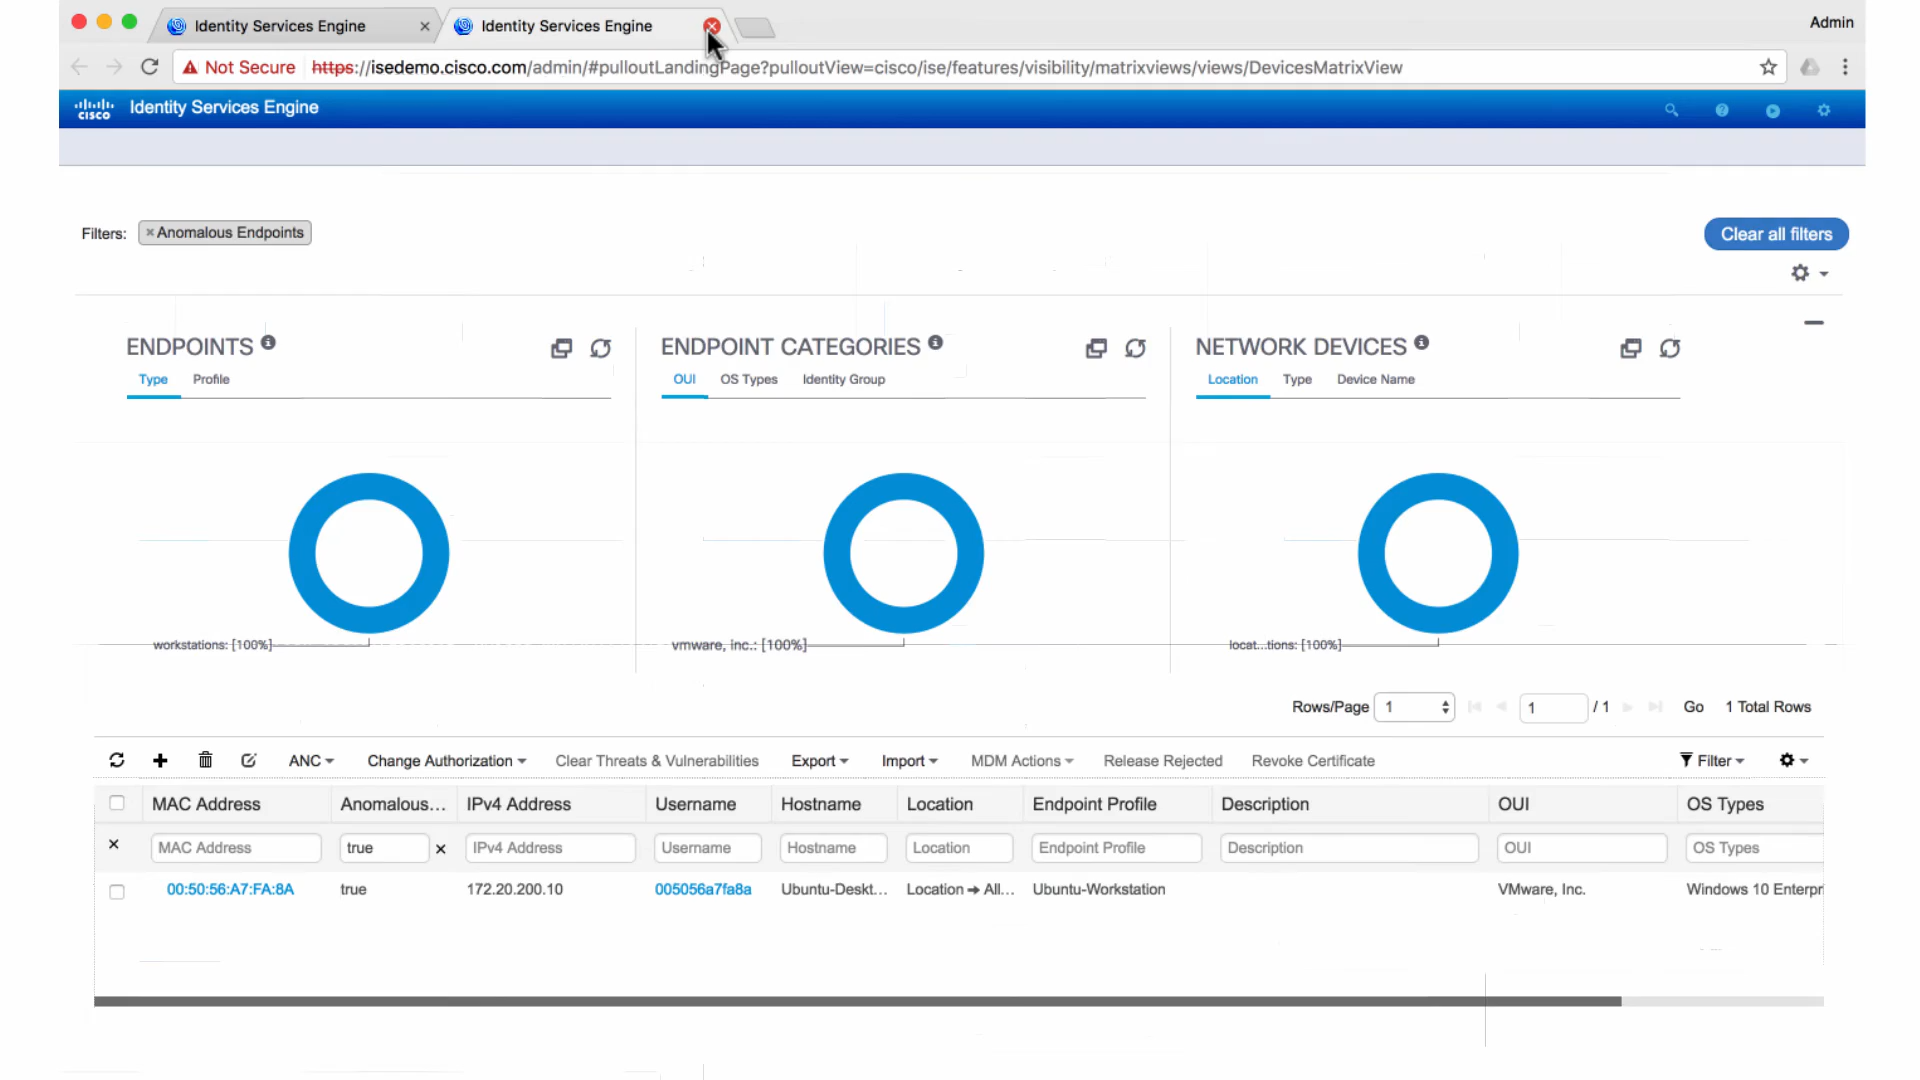 Identity Services Engine
Identity Services Engine
Admin
Not Secure https://isedemo.cisco.com/admin/#pulloutLandingPage?pulloutView=cisco/ise/features/visibility/matrixviews/views/DevicesMatrixView
cisco Identity Services Engine
Filters: × Anomalous Endpoints
Clear all filters
ENDPOINTS
Type Profile
ENDPOINT CATEGORIES
OUI OS Types Identity Group
NETWORK DEVICES
Location Type Device Name
workstations: [100%]
vmware, inc.: [100%]
locat...tions: [100%]
Rows/Page 1 1 / 1 Go 1 Total Rows
ANC Change Authorization Clear Threats & Vulnerabilities Export Import MDM Actions Release Rejected Revoke Certificate Filter
MAC Address Anomalous... IPv4 Address Username Hostname Location Endpoint Profile Description OUI OS Types
MAC Address true IPv4 Address Username Hostname Location Endpoint Profile Description OUI OS Types
00:50:56:A7:FA:8A true 172.20.200.10 005056a7fa8a Ubuntu-Deskt... Location ➔ All... Ubuntu-Workstation VMware, Inc. Windows 10 Enterpr